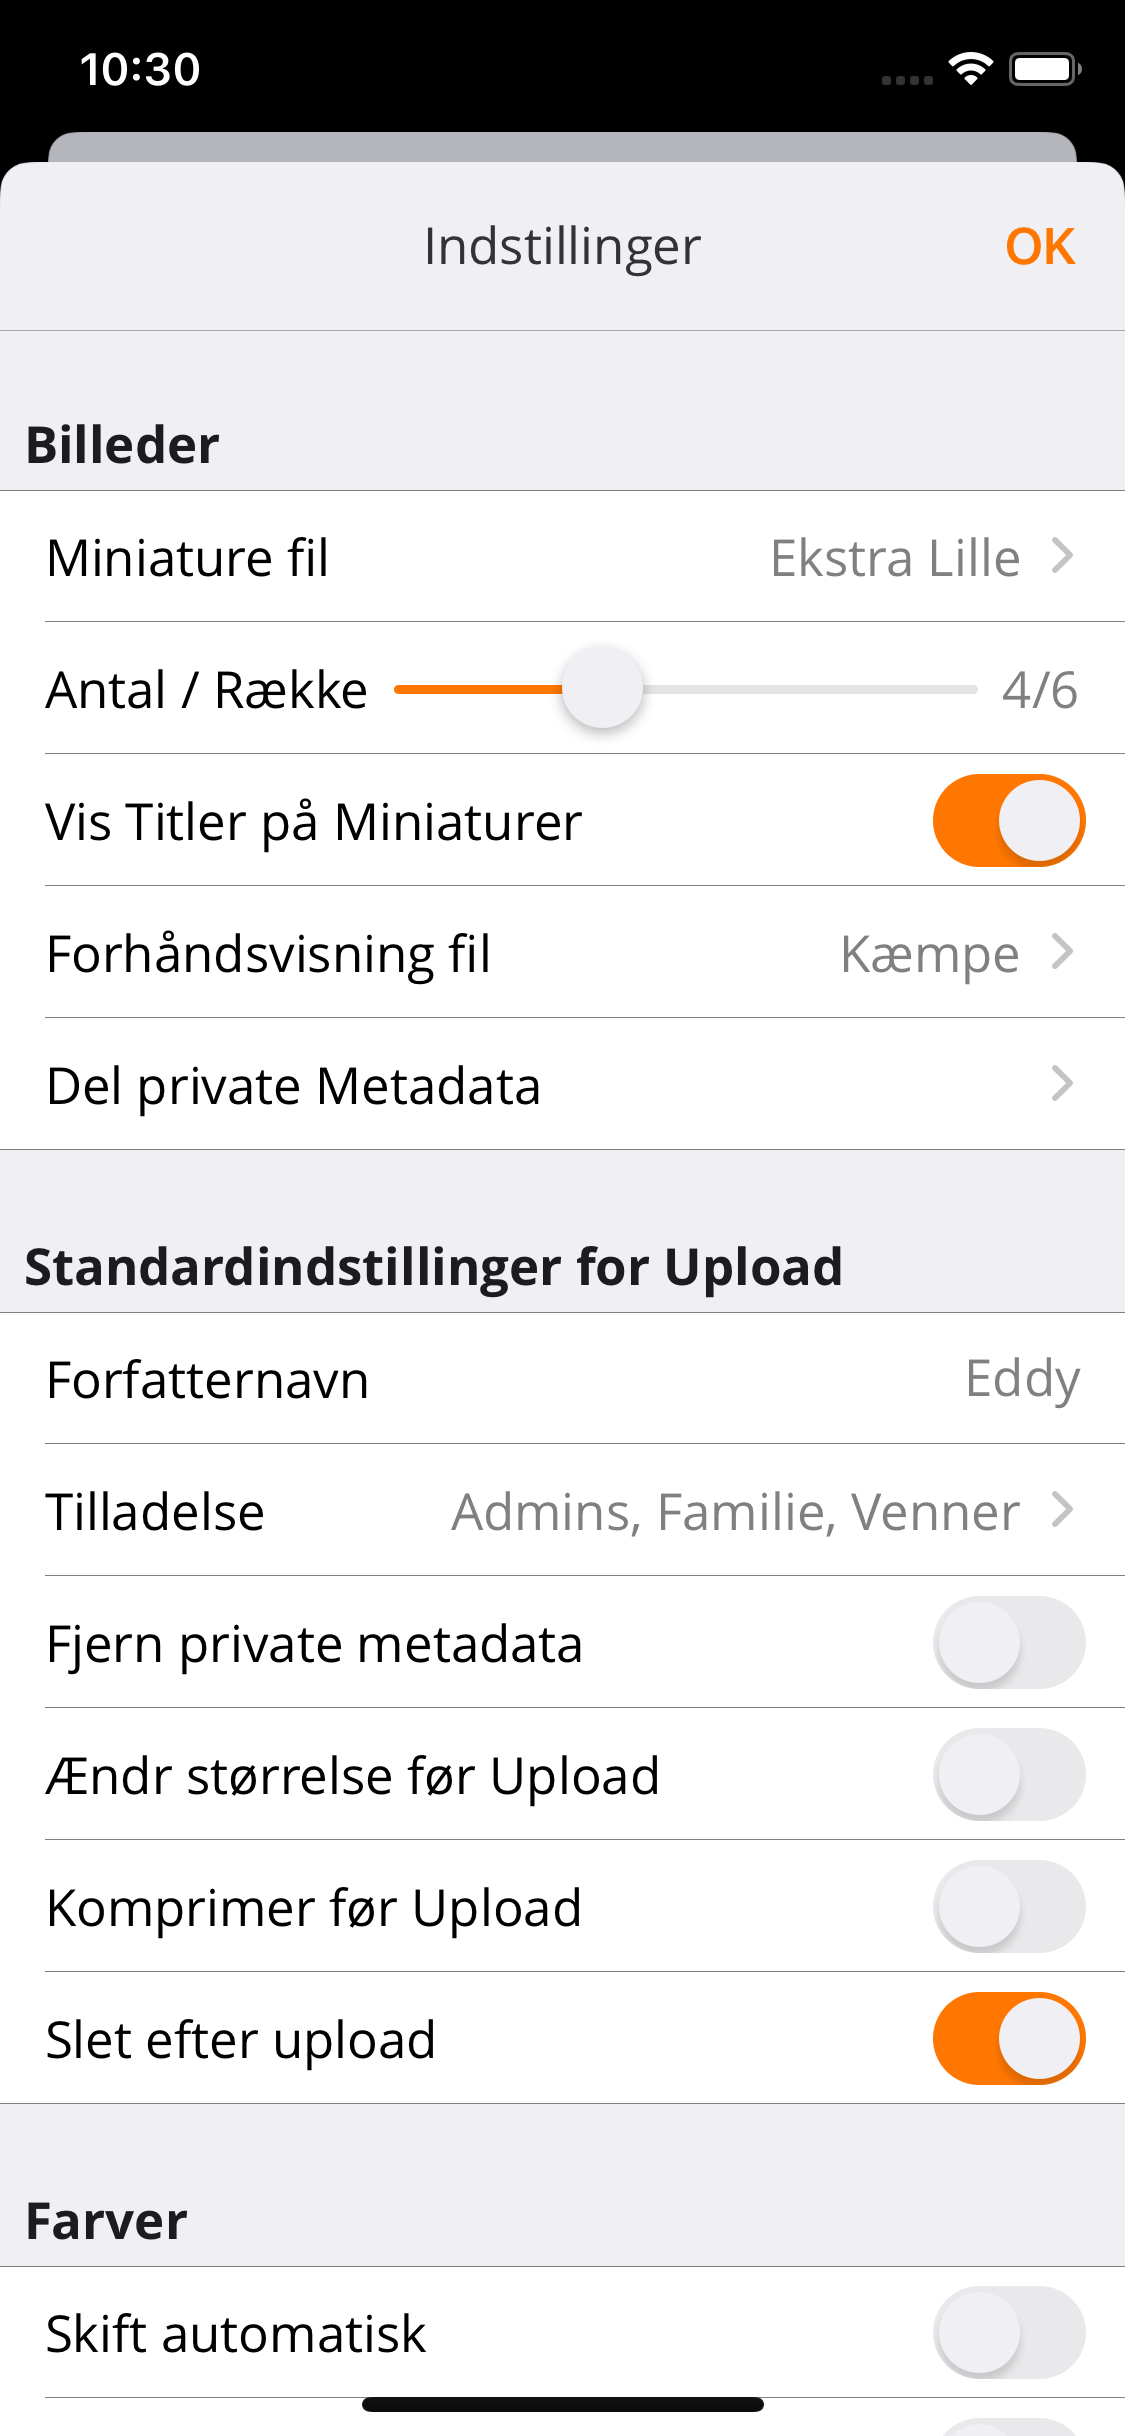 10:30
Indstillinger
OK
Billeder
Miniature fil Ekstra Lille
Antal / Række 4/6
Vis Titler på Miniaturer
Forhåndsvisning fil Kæmpe
Del private Metadata
Standardindstillinger for Upload
Forfatternavn Eddy
Tilladelse Admins, Familie, Venner
Fjern private metadata
Ændr størrelse før Upload
Komprimer før Upload
Slet efter upload
Farver
Skift automatisk